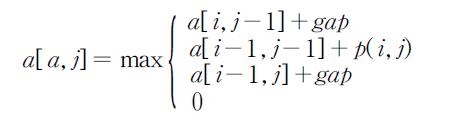 a[i, j−1]+gap
a[a, j] = max { a[i−1, j−1]+p(i, j)
a[i−1, j]+gap
0